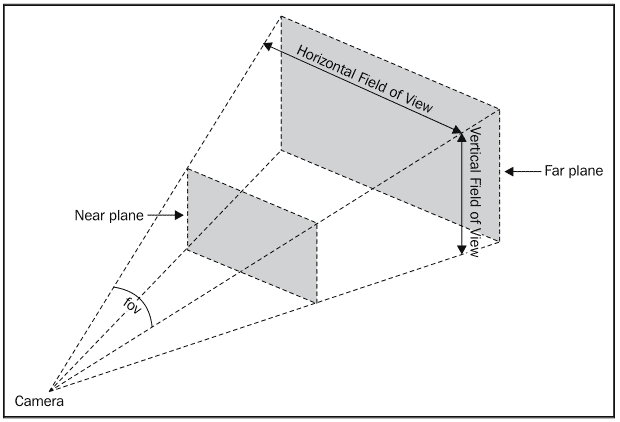 Horizontal Field of View
Vertical Field of View
Far plane
Near plane
fov
Camera